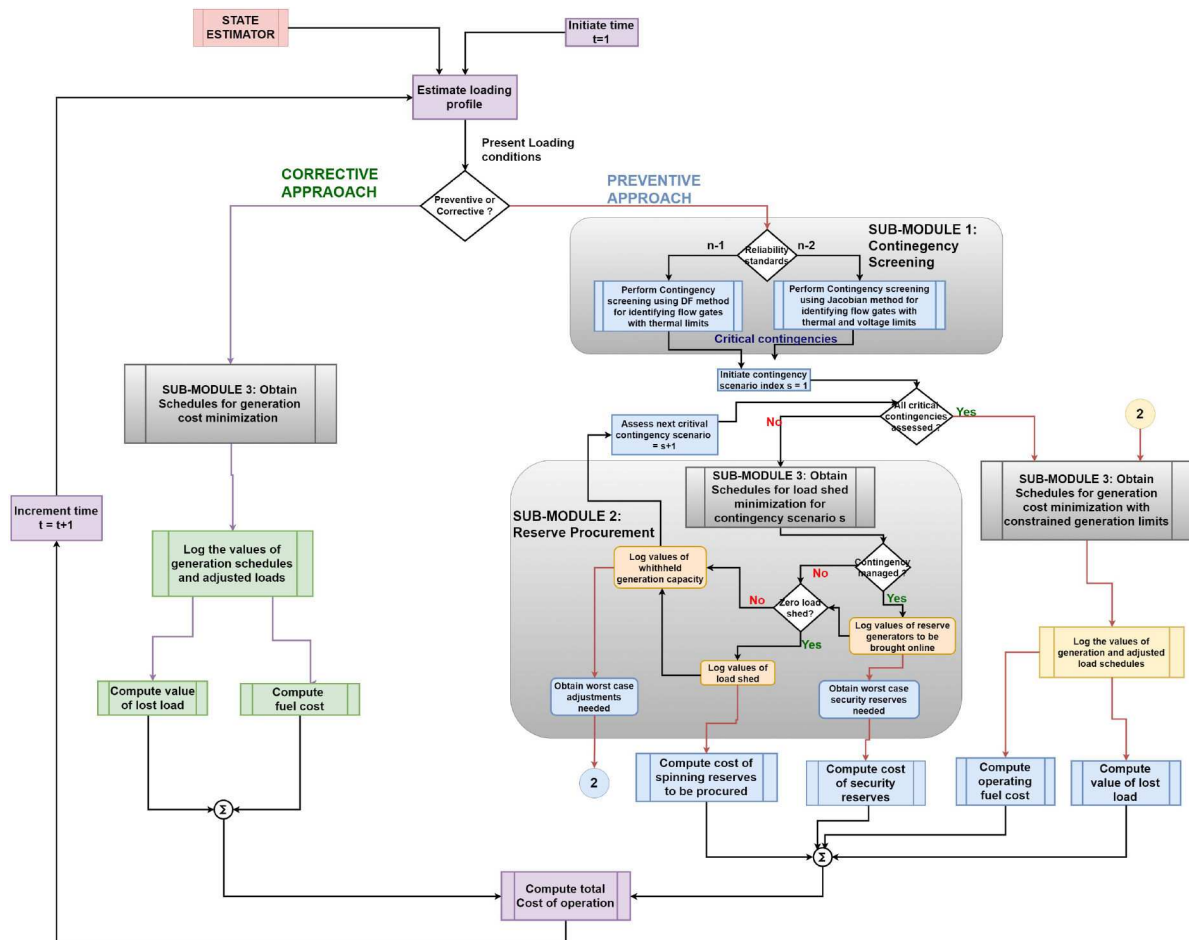 STATE
ESTIMATOR
Initiate time
t=1
Estimate loading
profile
Present Loading
conditions
CORRECTIVE
APPRAOACH
Preventive or
Corrective ?
PREVENTIVE
APPROACH
SUB-MODULE 1:
Continegency
Screening
n-1
Reliability
standards
n-2
Perform Contingency
screening using DF method
for identifying flow gates
with thermal limits
Perform Contingency screening
using Jacobian method for
identifying flow gates with
thermal and voltage limits
Critical contingencies
Initiate contingency
scenario index s = 1
SUB-MODULE 3: Obtain
Schedules for generation
cost minimization
Assess next critival
contingency scenario
= s+1
All critical
contingencies
assessed ?
Yes
No
2
SUB-MODULE 3: Obtain
Schedules for load shed
minimization for
contingency scenario s
SUB-MODULE 3: Obtain
Schedules for generation
cost minimization with
constrained generation limits
Increment time
t = t+1
SUB-MODULE 2:
Reserve Procurement
Log the values of
generation schedules
and adjusted loads
Log values of
whithheld
generation capacity
Contingency
managed ?
No
Yes
Zero load
shed?
No
Yes
Log values of reserve
generators to be
brought online
Log values of
load shed
Log the values of
generation and adjusted
load schedules
Compute value
of lost load
Compute
fuel cost
Obtain worst case
adjustments
needed
Obtain worst case
security reserves
needed
2
Compute cost of
spinning reserves
to be procured
Compute cost
of security
reserves
Compute
operating
fuel cost
Compute
value of lost
load
Σ
Σ
Compute total
Cost of operation